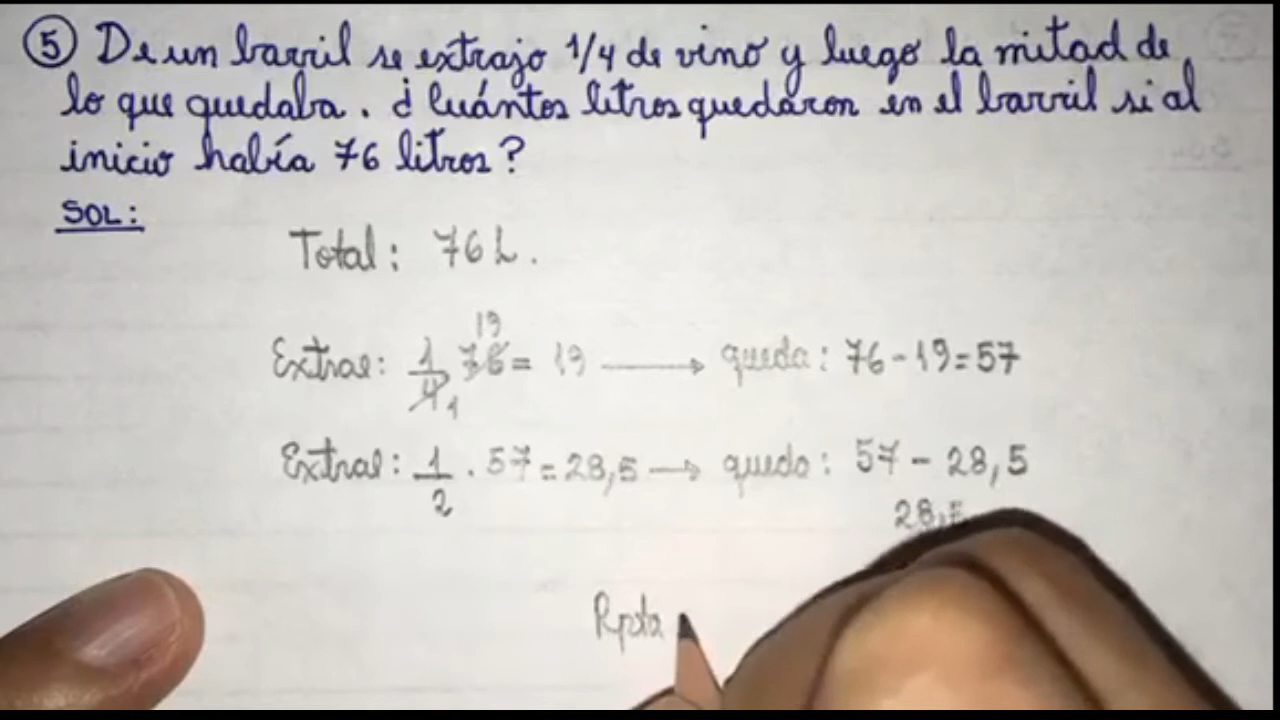 ⑤ De un barril se extrajo 1/4 de vino y luego la mitad de
lo que quedaba. ¿Cuántos litros quedaron en el barril si al
inicio había 76 litros?
SOL:
Total: 76 L.
19
Extrae: 1/4 76 = 19 → queda: 76 - 19 = 57
1
Extrae: 1/2 . 57 = 28,5 → queda: 57 - 28,5
28,5
Rpta